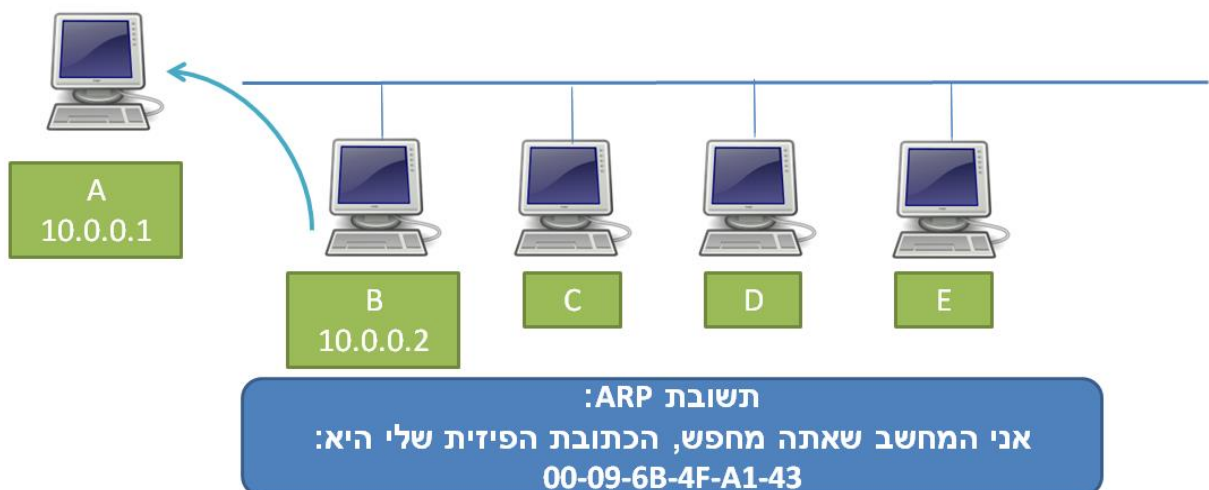 A
10.0.0.1
B
10.0.0.2
C
D
E
תשובת ARP:
אני המחשב שאתה מחפש, הכתובת הפיזית שלי היא:
00-09-6B-4F-A1-43